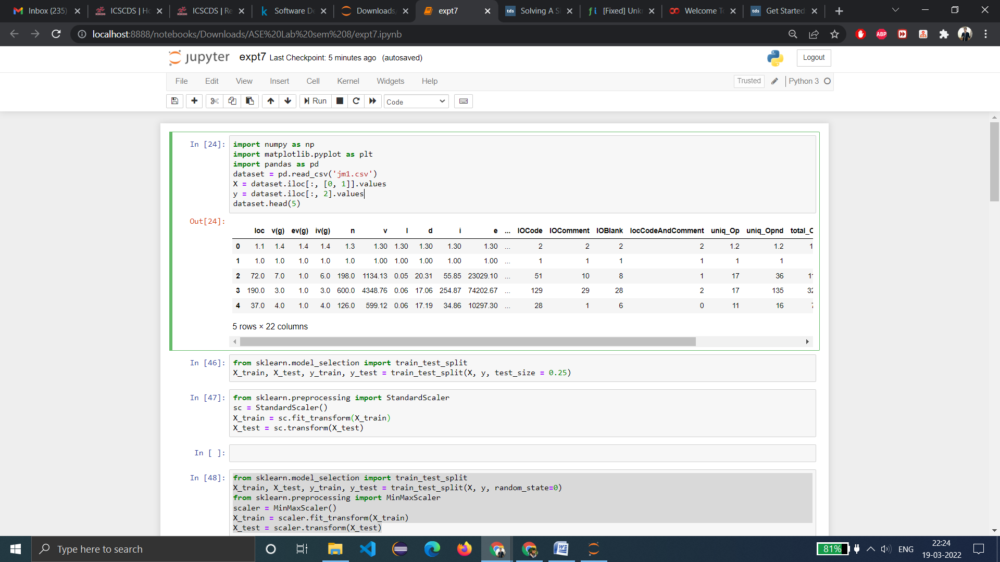 Inbox (235)
ICSCDS | Ho
ICSCDS | Re
Software De
Downloads/
expt7
Solving A Si
[Fixed] Unk
Welcome To
Get Started
localhost:8888/notebooks/Downloads/ASE%20Lab%20sem%208/expt7.ipynb
jupyter expt7 Last Checkpoint: 5 minutes ago (autosaved)
Logout
File Edit View Insert Cell Kernel Widgets Help
Trusted Python 3
Run Code
In [24]: import numpy as np
import matplotlib.pyplot as plt
import pandas as pd
dataset = pd.read_csv('jm1.csv')
X = dataset.iloc[:, [0, 1]].values
y = dataset.iloc[:, 2].values
dataset.head(5)
Out[24]:
loc v(g) ev(g) iv(g) n v l d i e ... lOCode lOComment lOBlank locCodeAndComment uniq_Op uniq_Opnd total_O
0 1.1 1.4 1.4 1.4 1.3 1.30 1.30 1.30 1.30 1.30 ... 2 2 2 2 1.2 1.2 1
1 1.0 1.0 1.0 1.0 1.0 1.00 1.00 1.00 1.00 1.00 ... 1 1 1 1 1 1
2 72.0 7.0 1.0 6.0 198.0 1134.13 0.05 20.31 55.85 23029.10 ... 51 10 8 1 17 36 11
3 190.0 3.0 1.0 3.0 600.0 4348.76 0.06 17.06 254.87 74202.67 ... 129 29 28 2 17 135 32
4 37.0 4.0 1.0 4.0 126.0 599.12 0.06 17.19 34.86 10297.30 ... 28 1 6 0 11 16 7
5 rows × 22 columns
In [46]: from sklearn.model_selection import train_test_split
X_train, X_test, y_train, y_test = train_test_split(X, y, test_size = 0.25)
In [47]: from sklearn.preprocessing import StandardScaler
sc = StandardScaler()
X_train = sc.fit_transform(X_train)
X_test = sc.transform(X_test)
In [ ]:
In [48]: from sklearn.model_selection import train_test_split
X_train, X_test, y_train, y_test = train_test_split(X, y, random_state=0)
from sklearn.preprocessing import MinMaxScaler
scaler = MinMaxScaler()
X_train = scaler.fit_transform(X_train)
X_test = scaler.transform(X_test)
Type here to search
81%
ENG
22:24
19-03-2022